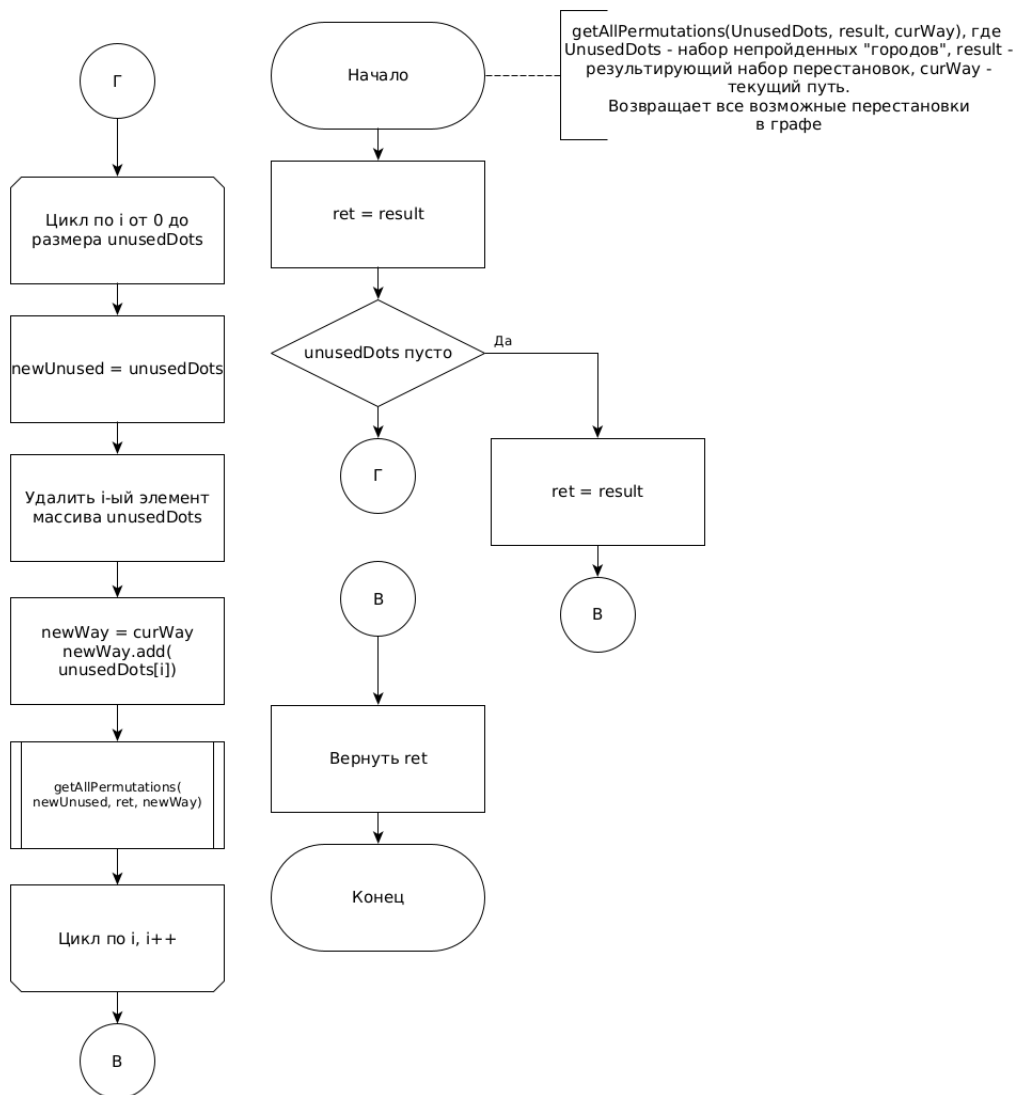 Начало
getAllPermutations(UnusedDots, result, curWay), где
UnusedDots - набор непройденных "городов", result -
результирующий набор перестановок, curWay -
текущий путь.
Возвращает все возможные перестановки
в графе
ret = result
unusedDots пусто
Да
Г
ret = result
В
В
Вернуть ret
Конец
Г
Цикл по i от 0 до
размера unusedDots
newUnused = unusedDots
Удалить i-ый элемент
массива unusedDots
newWay = curWay
newWay.add(
unusedDots[i])
getAllPermutations(
newUnused, ret, newWay)
Цикл по i, i++
В